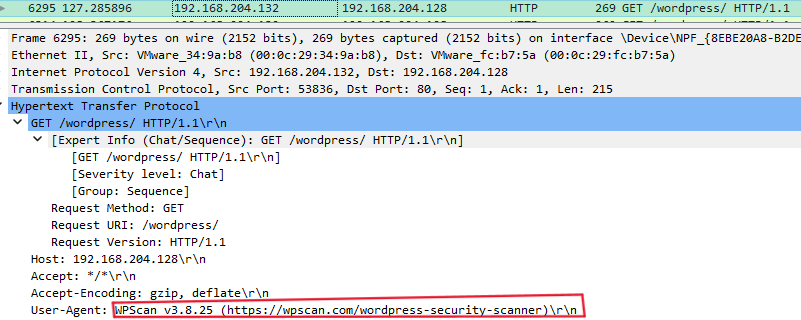 6295 127.285896 192.168.204.132 192.168.204.128 HTTP 269 GET /wordpress/ HTTP/1.1
Frame 6295: 269 bytes on wire (2152 bits), 269 bytes captured (2152 bits) on interface \Device\NPF_{8EBE20A8-B2DE
Ethernet II, Src: VMware_34:9a:b8 (00:0c:29:34:9a:b8), Dst: VMware_fc:b7:5a (00:0c:29:fc:b7:5a)
Internet Protocol Version 4, Src: 192.168.204.132, Dst: 192.168.204.128
Transmission Control Protocol, Src Port: 53836, Dst Port: 80, Seq: 1, Ack: 1, Len: 215
Hypertext Transfer Protocol
GET /wordpress/ HTTP/1.1\r\n
[Expert Info (Chat/Sequence): GET /wordpress/ HTTP/1.1\r\n]
[GET /wordpress/ HTTP/1.1\r\n]
[Severity level: Chat]
[Group: Sequence]
Request Method: GET
Request URI: /wordpress/
Request Version: HTTP/1.1
Host: 192.168.204.128\r\n
Accept: */*\r\n
Accept-Encoding: gzip, deflate\r\n
User-Agent: WPScan v3.8.25 (https://wpscan.com/wordpress-security-scanner)\r\n